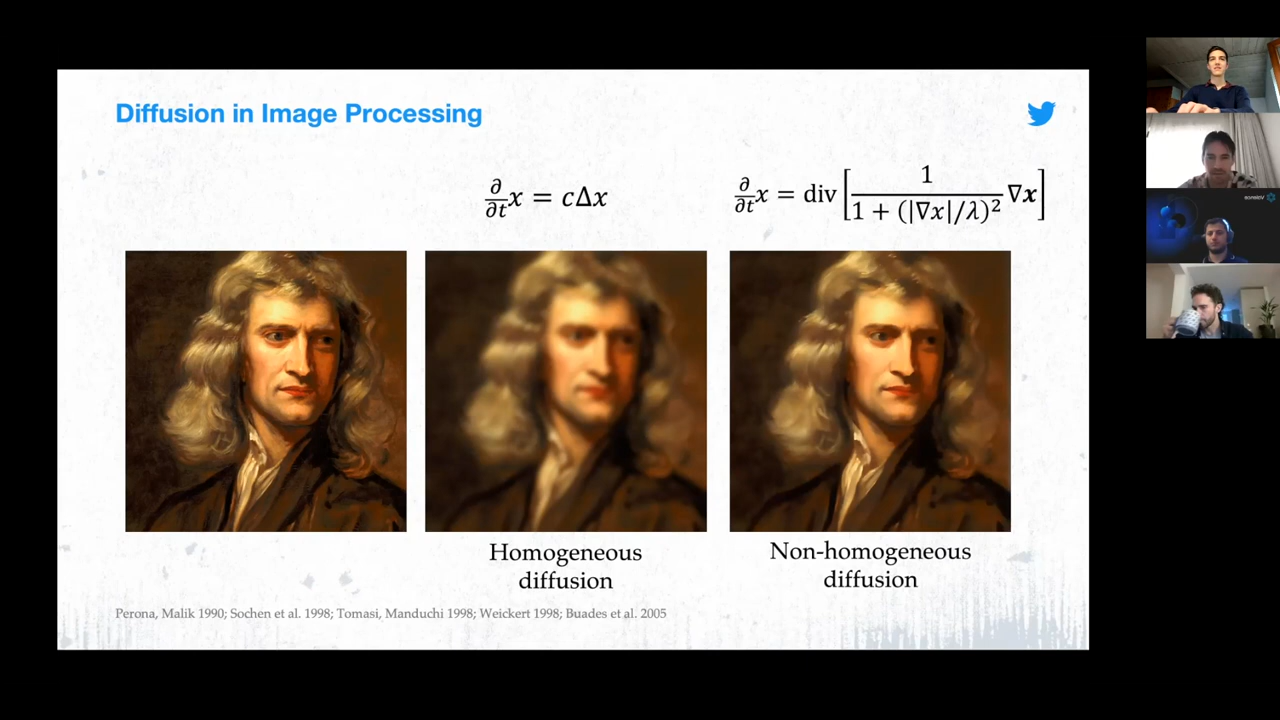 Diffusion in Image Processing
∂/∂t x = cΔx
∂/∂t x = div[1/(1 + (|∇x|/λ)²) ∇x]
Homogeneous
diffusion
Non-homogeneous
diffusion
Perona, Malik 1990; Sochen et al. 1998; Tomasi, Manduchi 1998; Weickert 1998; Buades et al. 2005